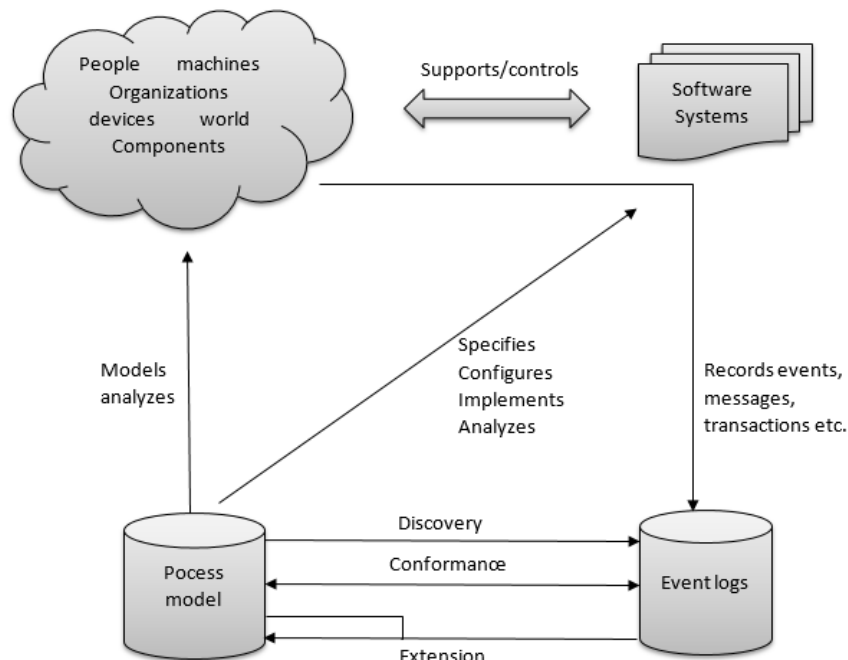 People machines
Organizations
devices world
Components
Supports/controls
Software
Systems
Models
analyzes
Specifies
Configures
Implements
Analyzes
Records events,
messages,
transactions etc.
Discovery
Conformance
Pocess
model
Event logs
Extension